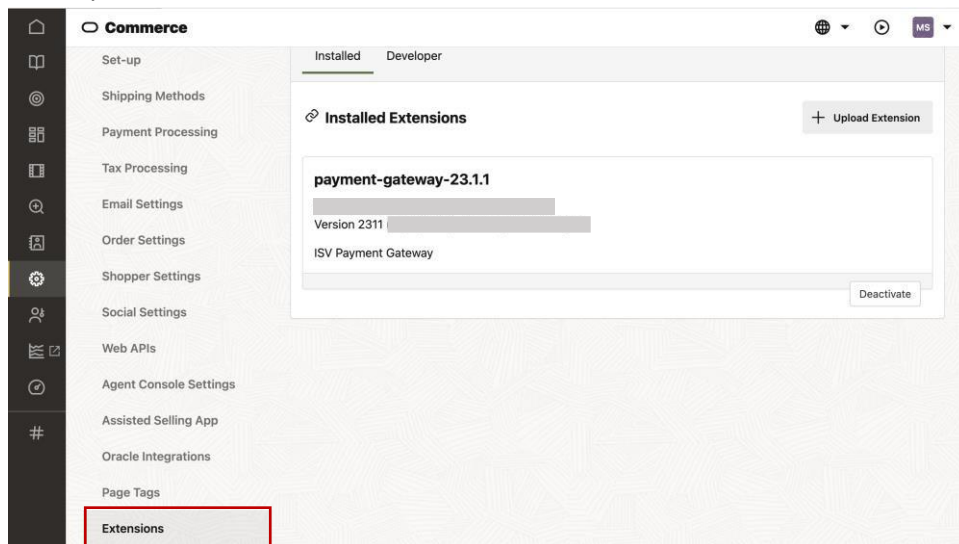 Commerce
MS
Set-up
Shipping Methods
Payment Processing
Tax Processing
Email Settings
Order Settings
Shopper Settings
Social Settings
Web APIs
Agent Console Settings
Assisted Selling App
Oracle Integrations
Page Tags
Extensions
Installed Developer
Installed Extensions
+ Upload Extension
payment-gateway-23.1.1
Version 2311 (
ISV Payment Gateway
Deactivate